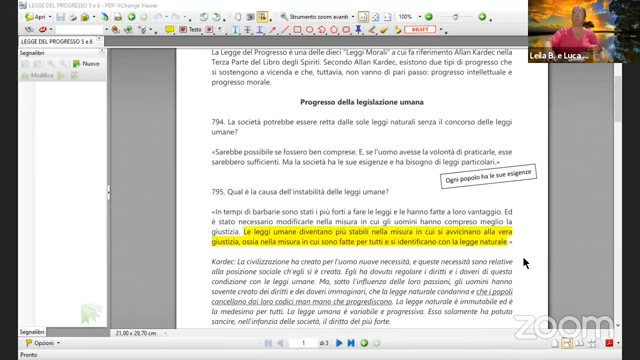 LEGGE DEL PROGRESSO 5 e 6 - PDF-XChange Viewer
Apri
100%
Strumento zoom avanti
DRAFT
LEGGE DEL PROGRESSO 5 e 6
Segnalibri
Nuove
Modifica
Leila B. e Luca ...
La Legge del Progresso è una delle dieci "Leggi Morali" a cui fa riferimento Allan Kardec nella
Terza Parte del Libro degli Spiriti. Secondo Allan Kardec, esistono due tipi di progresso che
si sostengono a vicenda e che, tuttavia, non vanno di pari passo: progresso intellettuale e
progresso morale.
Progresso della legislazione umana
794. La società potrebbe essere retta dalle sole leggi naturali senza il concorso delle leggi
umane?
«Sarebbe possibile se fossero ben comprese. E, se l'uomo avesse la volontà di praticarle, esse
sarebbero sufficienti. Ma la società ha le sue esigenze e ha bisogno di leggi particolari.»
Ogni popolo ha le sue esigenze
795. Qual è la causa dell'instabilità delle leggi umane?
«In tempi di barbarie sono stati i più forti a fare le leggi e le hanno fatte a loro vantaggio. Ed
è stato necessario modificarle nella misura in cui gli uomini hanno compreso meglio la
giustizia. Le leggi umane diventano più stabili nella misura in cui si avvicinano alla vera
giustizia, ossia nella misura in cui sono fatte per tutti e si identificano con la legge naturale.»
Kardec: La civilizzazione ha creato per l'uomo nuove necessità, e queste necessità sono relative
alla posizione sociale ch'egli si è creata. Egli ha dovuto regolare i diritti e i doveri di questa
condizione con le leggi umane. Ma, sotto l'influenza delle loro passioni, gli uomini hanno
sovente creato dei diritti e dei doveri immaginari, che la legge naturale condanna e che i popoli
cancellano dai loro codici man mano che progrediscono. La legge naturale è immutabile ed è
la medesima per tutti. La legge umana è variabile e progressiva. Essa solamente ha potuto
sancire, nell'infanzia delle società, il diritto del più forte.
21,00 x 29,70 cm
Segnalibri
Opzioni
1
di 3
Pronto
zoom